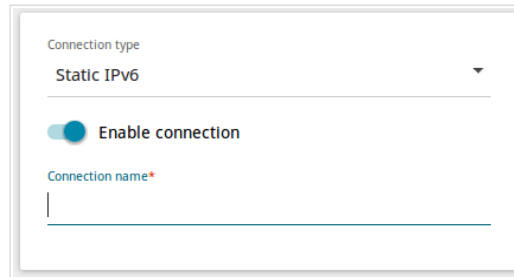 Connection type
Static IPv6
Enable connection
Connection name*